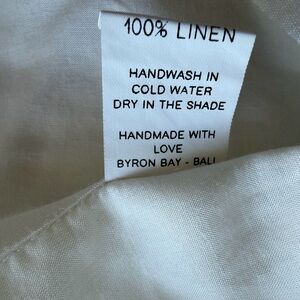 100% LINEN
HANDWASH IN
COLD WATER
DRY IN THE SHADE
HANDMADE WITH
LOVE
BYRON BAY - BALI